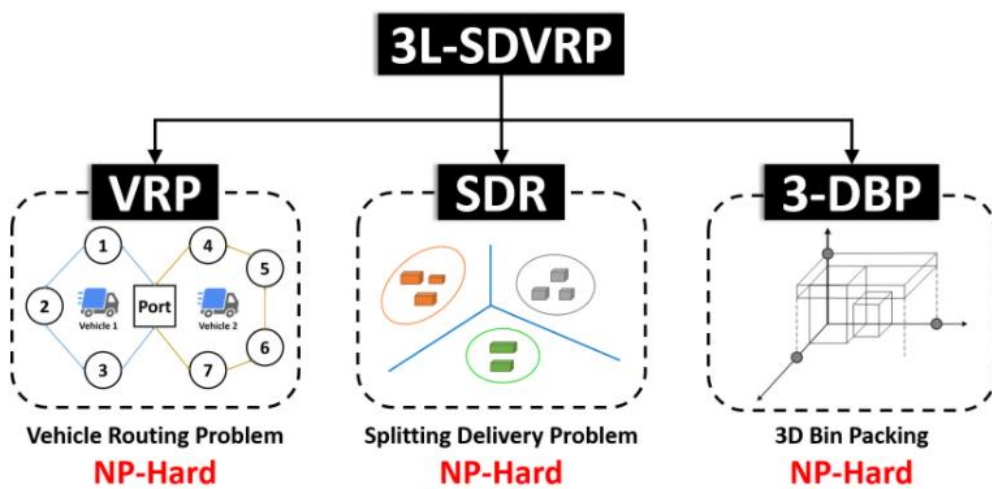 3L-SDVRP
VRP
SDR
3-DBP
1
4
5
2
Port
Vehicle 1
Vehicle 2
6
3
7
Vehicle Routing Problem
Splitting Delivery Problem
3D Bin Packing
NP-Hard
NP-Hard
NP-Hard